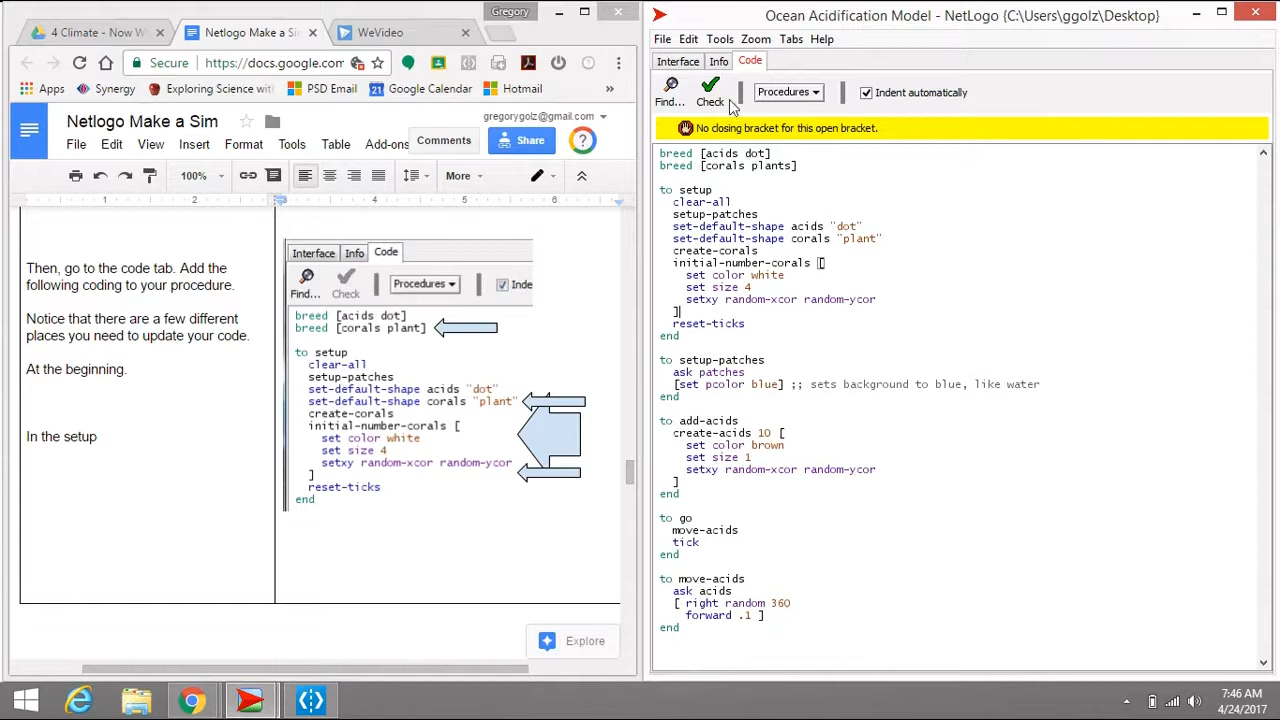 Gregory
4 Climate - Now W
Netlogo Make a Sim
WeVideo
Secure
https://docs.google.com
Apps
Synergy
Exploring Science with
PSD Email
Google Calendar
Hotmail
Netlogo Make a Sim
gregorygolz@gmail.com
Comments
Share
File Edit View Insert Format Tools Table Add-ons
100%
More
1 2 3 4 5 6
Then, go to the code tab. Add the
following coding to your procedure.
Notice that there are a few different
places you need to update your code.
At the beginning.
In the setup
Interface Info Code
Find... Check Procedures Inde
breed [acids dot]
breed [corals plant]
to setup
clear-all
setup-patches
set-default-shape acids "dot"
set-default-shape corals "plant"
create-corals
initial-number-corals [
set color white
set size 4
setxy random-xcor random-ycor
]
reset-ticks
end
Explore
Ocean Acidification Model - NetLogo {C:\Users\ggolz\Desktop}
File Edit Tools Zoom Tabs Help
Interface Info Code
Find... Check Procedures Indent automatically
No closing bracket for this open bracket.
breed [acids dot]
breed [corals plants]
to setup
clear-all
setup-patches
set-default-shape acids "dot"
set-default-shape corals "plant"
create-corals
initial-number-corals [
set color white
set size 4
setxy random-xcor random-ycor
]
reset-ticks
end
to setup-patches
ask patches
[set pcolor blue] ;; sets background to blue, like water
end
to add-acids
create-acids 10 [
set color brown
set size 1
setxy random-xcor random-ycor
]
end
to go
move-acids
tick
end
to move-acids
ask acids
[ right random 360
forward .1 ]
end
7:46 AM
4/24/2017